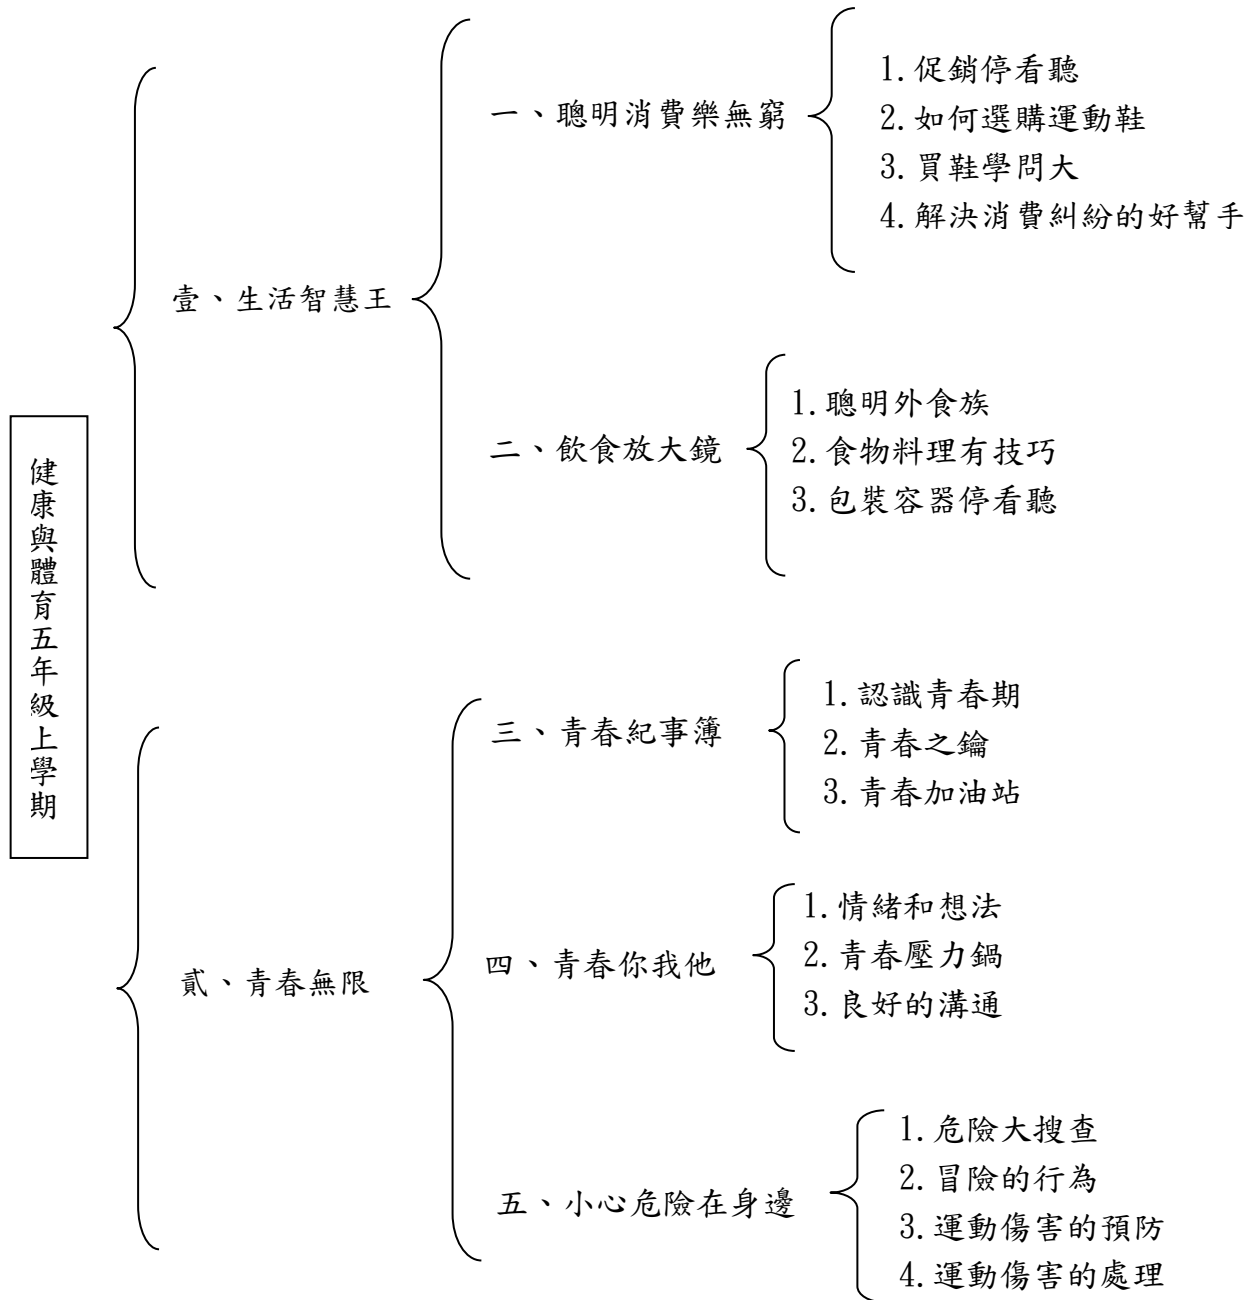 健康與體育五年級上學期
壹、生活智慧王
一、聰明消費樂無窮
1.促銷停看聽
2.如何選購運動鞋
3.買鞋學問大
4.解決消費糾紛的好幫手
二、飲食放大鏡
1.聰明外食族
2.食物料理有技巧
3.包裝容器停看聽
貳、青春無限
三、青春紀事簿
1.認識青春期
2.青春之鑰
3.青春加油站
四、青春你我他
1.情緒和想法
2.青春壓力鍋
3.良好的溝通
五、小心危險在身邊
1.危險大搜查
2.冒險的行為
3.運動傷害的預防
4.運動傷害的處理